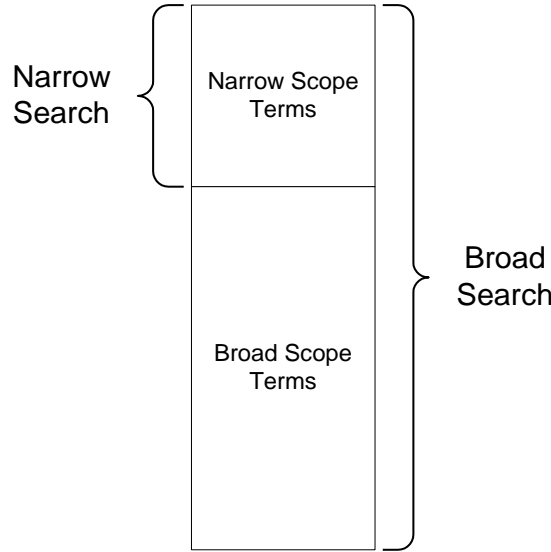 Narrow
Search
Narrow Scope
Terms
Broad
Search
Broad Scope
Terms